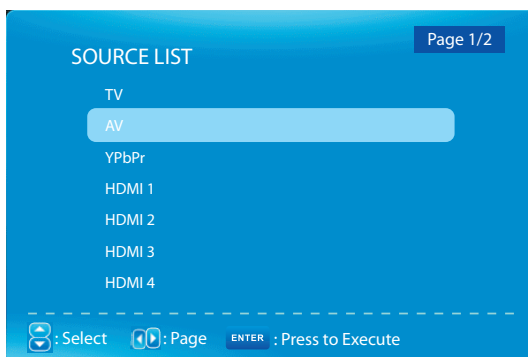 Page 1/2
SOURCE LIST
TV
AV
YPbPr
HDMI 1
HDMI 2
HDMI 3
HDMI 4
: Select : Page ENTER : Press to Execute